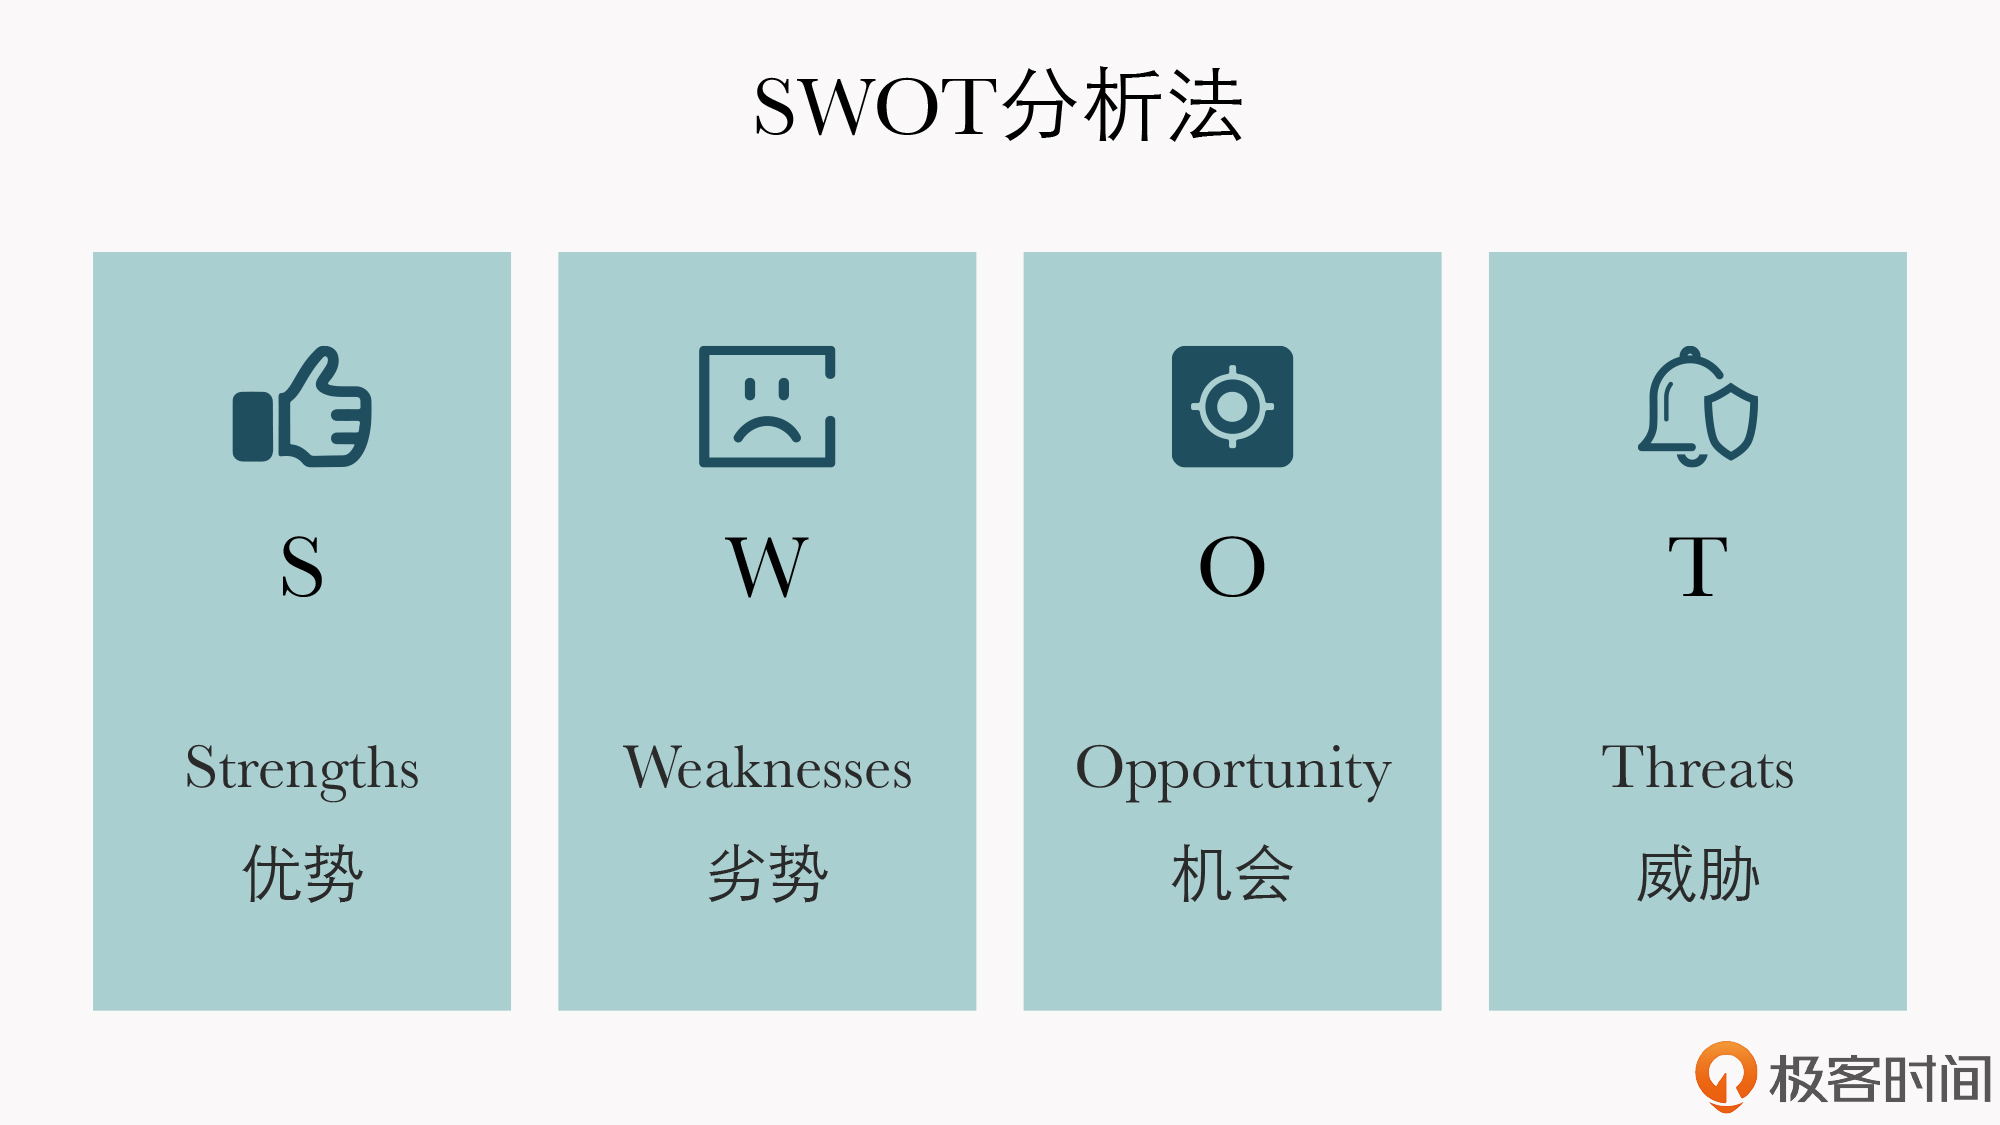 SWOT分析法
S
W
O
T
Strengths
Weaknesses
Opportunity
Threats
优势
劣势
机会
威胁
极客时间